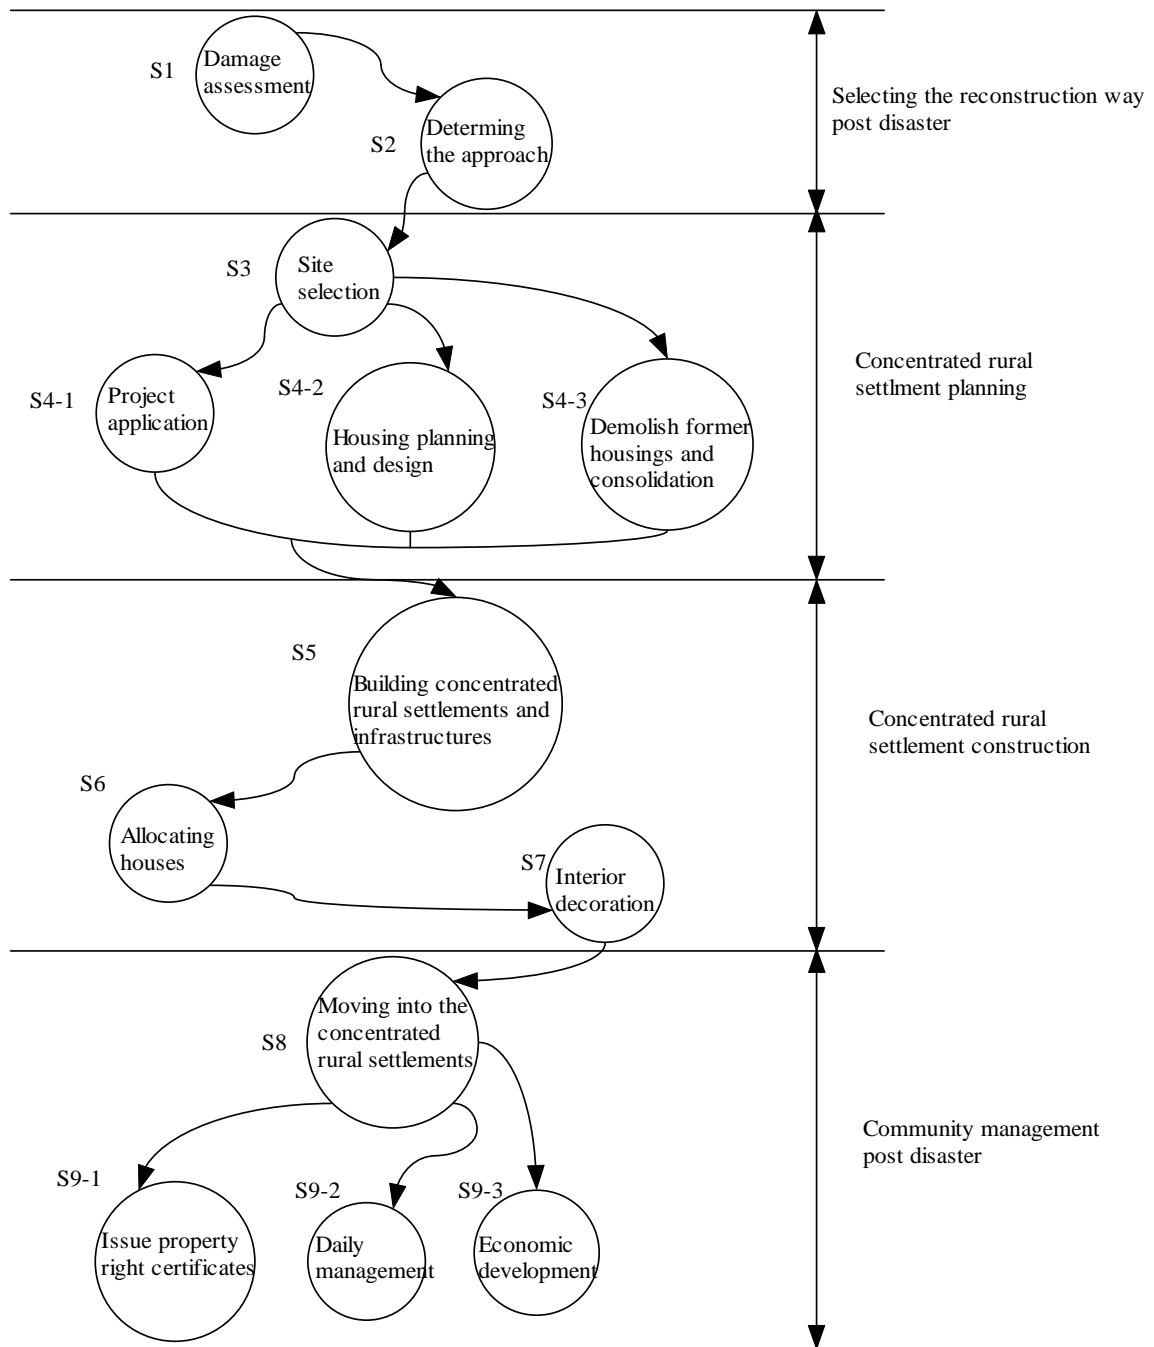 S1
Damage
assessment
S2
Determing
the approach
Selecting the reconstruction way
post disaster
S3
Site
selection
S4-1
Project
application
S4-2
Housing planning
and design
S4-3
Demolish former
housings and
consolidation
Concentrated rural
settlment planning
S5
Building concentrated
rural settlements and
infrastructures
S6
Allocating
houses
S7
Interior
decoration
Concentrated rural
settlement construction
S8
Moving into the
concentrated
rural settlements
S9-1
Issue property
right certificates
S9-2
Daily
management
S9-3
Economic
development
Community management
post disaster